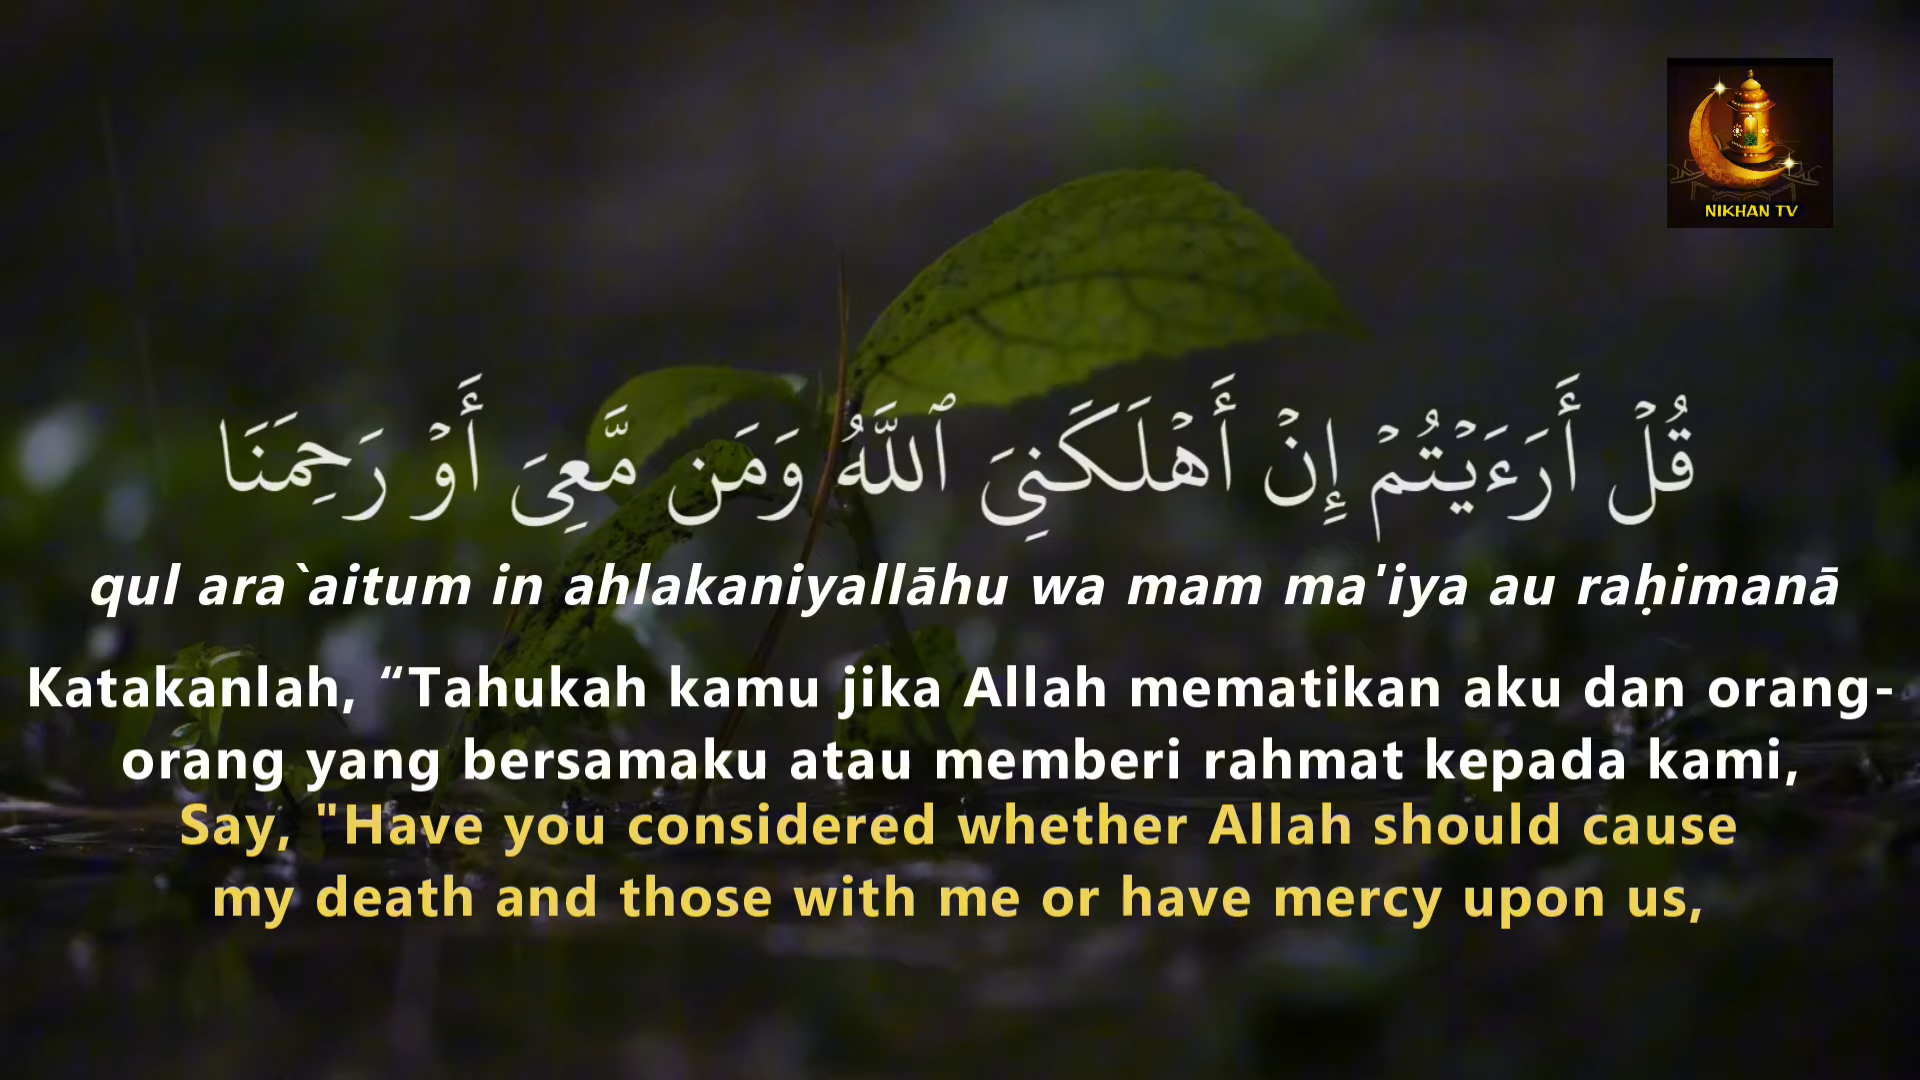 NIKHAN TV
قُلۡ أَرَءَيۡتُمۡ إِنۡ أَهۡلَكَنِيَ ٱللَّهُ وَمَن مَّعِيَ أَوۡ رَحِمَنَا
qul ara`aitum in ahlakaniyallāhu wa mam ma'iya au raḥimanā
Katakanlah, “Tahukah kamu jika Allah mematikan aku dan orang-
orang yang bersamaku atau memberi rahmat kepada kami,
Say, "Have you considered whether Allah should cause
my death and those with me or have mercy upon us,